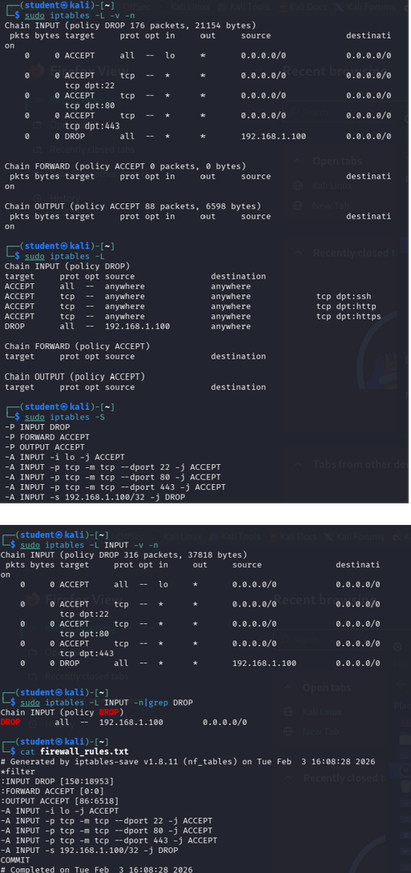 (student㉿kali)-[~]
$ sudo iptables -L -v -n
Chain INPUT (policy DROP 176 packets, 21154 bytes)
pkts bytes target prot opt in out source destinati
on
0 0 ACCEPT all -- lo * 0.0.0.0/0 0.0.0.0/0
0 0 ACCEPT tcp -- * * 0.0.0.0/0 0.0.0.0/0
tcp dpt:22
0 0 ACCEPT tcp -- * * 0.0.0.0/0 0.0.0.0/0
tcp dpt:80
0 0 ACCEPT tcp -- * * 0.0.0.0/0 0.0.0.0/0
tcp dpt:443
0 0 DROP all -- * * 192.168.1.100 0.0.0.0/0
Chain FORWARD (policy ACCEPT 0 packets, 0 bytes)
pkts bytes target prot opt in out source destinati
on
Chain OUTPUT (policy ACCEPT 88 packets, 6598 bytes)
pkts bytes target prot opt in out source destinati
on
(student㉿kali)-[~]
$ sudo iptables -L
Chain INPUT (policy DROP)
target prot opt source destination
ACCEPT all -- anywhere anywhere
ACCEPT tcp -- anywhere anywhere tcp dpt:ssh
ACCEPT tcp -- anywhere anywhere tcp dpt:http
ACCEPT tcp -- anywhere anywhere tcp dpt:https
DROP all -- 192.168.1.100 anywhere
Chain FORWARD (policy ACCEPT)
target prot opt source destination
Chain OUTPUT (policy ACCEPT)
target prot opt source destination
(student㉿kali)-[~]
$ sudo iptables -S
-P INPUT DROP
-P FORWARD ACCEPT
-P OUTPUT ACCEPT
-A INPUT -i lo -j ACCEPT
-A INPUT -p tcp -m tcp --dport 22 -j ACCEPT
-A INPUT -p tcp -m tcp --dport 80 -j ACCEPT
-A INPUT -p tcp -m tcp --dport 443 -j ACCEPT
-A INPUT -s 192.168.1.100/32 -j DROP
(student㉿kali)-[~]
$ sudo iptables -L INPUT -v -n
Chain INPUT (policy DROP 316 packets, 37818 bytes)
pkts bytes target prot opt in out source destinati
on
0 0 ACCEPT all -- lo * 0.0.0.0/0 0.0.0.0/0
0 0 ACCEPT tcp -- * * 0.0.0.0/0 0.0.0.0/0
tcp dpt:22
0 0 ACCEPT tcp -- * * 0.0.0.0/0 0.0.0.0/0
tcp dpt:80
0 0 ACCEPT tcp -- * * 0.0.0.0/0 0.0.0.0/0
tcp dpt:443
0 0 DROP all -- * * 192.168.1.100 0.0.0.0/0
(student㉿kali)-[~]
$ sudo iptables -L INPUT -n|grep DROP
Chain INPUT (policy DROP)
DROP all -- 192.168.1.100 0.0.0.0/0
(student㉿kali)-[~]
$ cat firewall_rules.txt
# Generated by iptables-save v1.8.11 (nf_tables) on Tue Feb 3 16:08:28 2026
*filter
:INPUT DROP [150:18953]
:FORWARD ACCEPT [0:0]
:OUTPUT ACCEPT [86:6518]
-A INPUT -i lo -j ACCEPT
-A INPUT -p tcp -m tcp --dport 22 -j ACCEPT
-A INPUT -p tcp -m tcp --dport 80 -j ACCEPT
-A INPUT -p tcp -m tcp --dport 443 -j ACCEPT
-A INPUT -s 192.168.1.100/32 -j DROP
COMMIT
# Completed on Tue Feb 3 16:08:28 2026